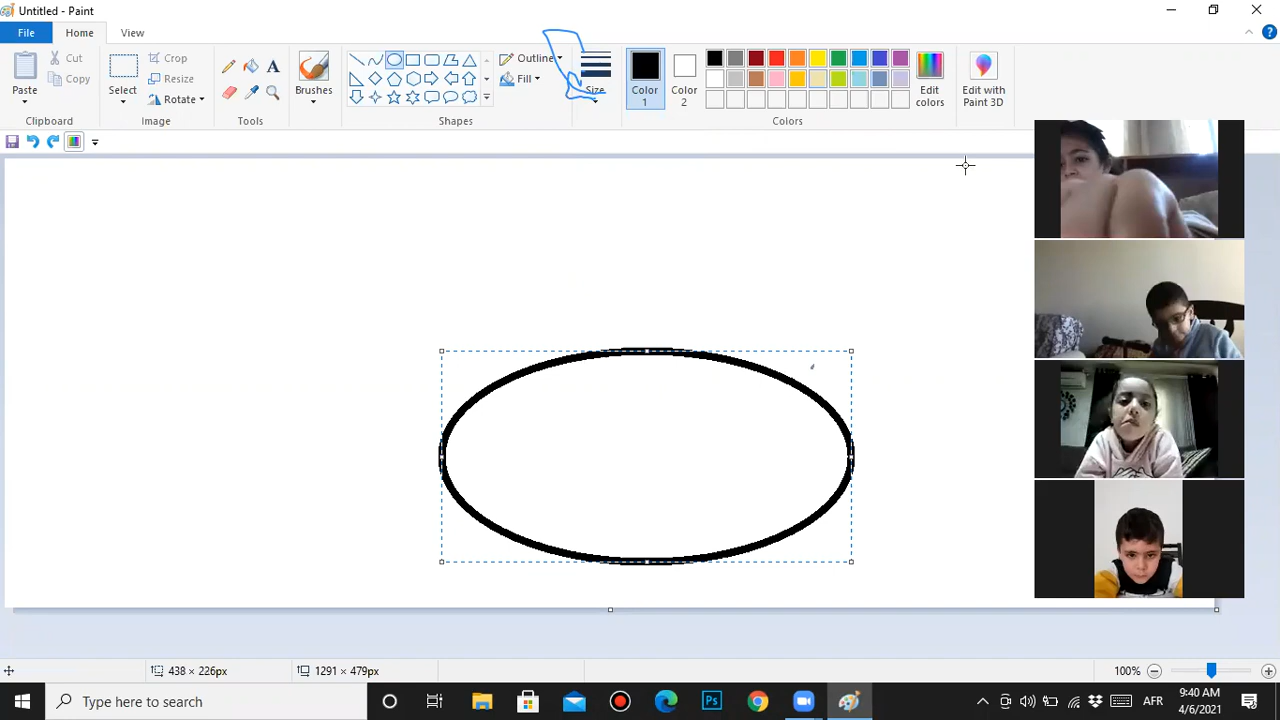 Untitled - Paint
File
Home
View
Paste
Cut
Copy
Clipboard
Select
Crop
Resize
Rotate
Image
A
Tools
Brushes
Outline
Fill
Shapes
Size
Color
1
Color
2
Edit
colors
Colors
Edit with
Paint 3D
438 × 226px
1291 × 479px
100%
Type here to search
Ps
AFR
9:40 AM
4/6/2021